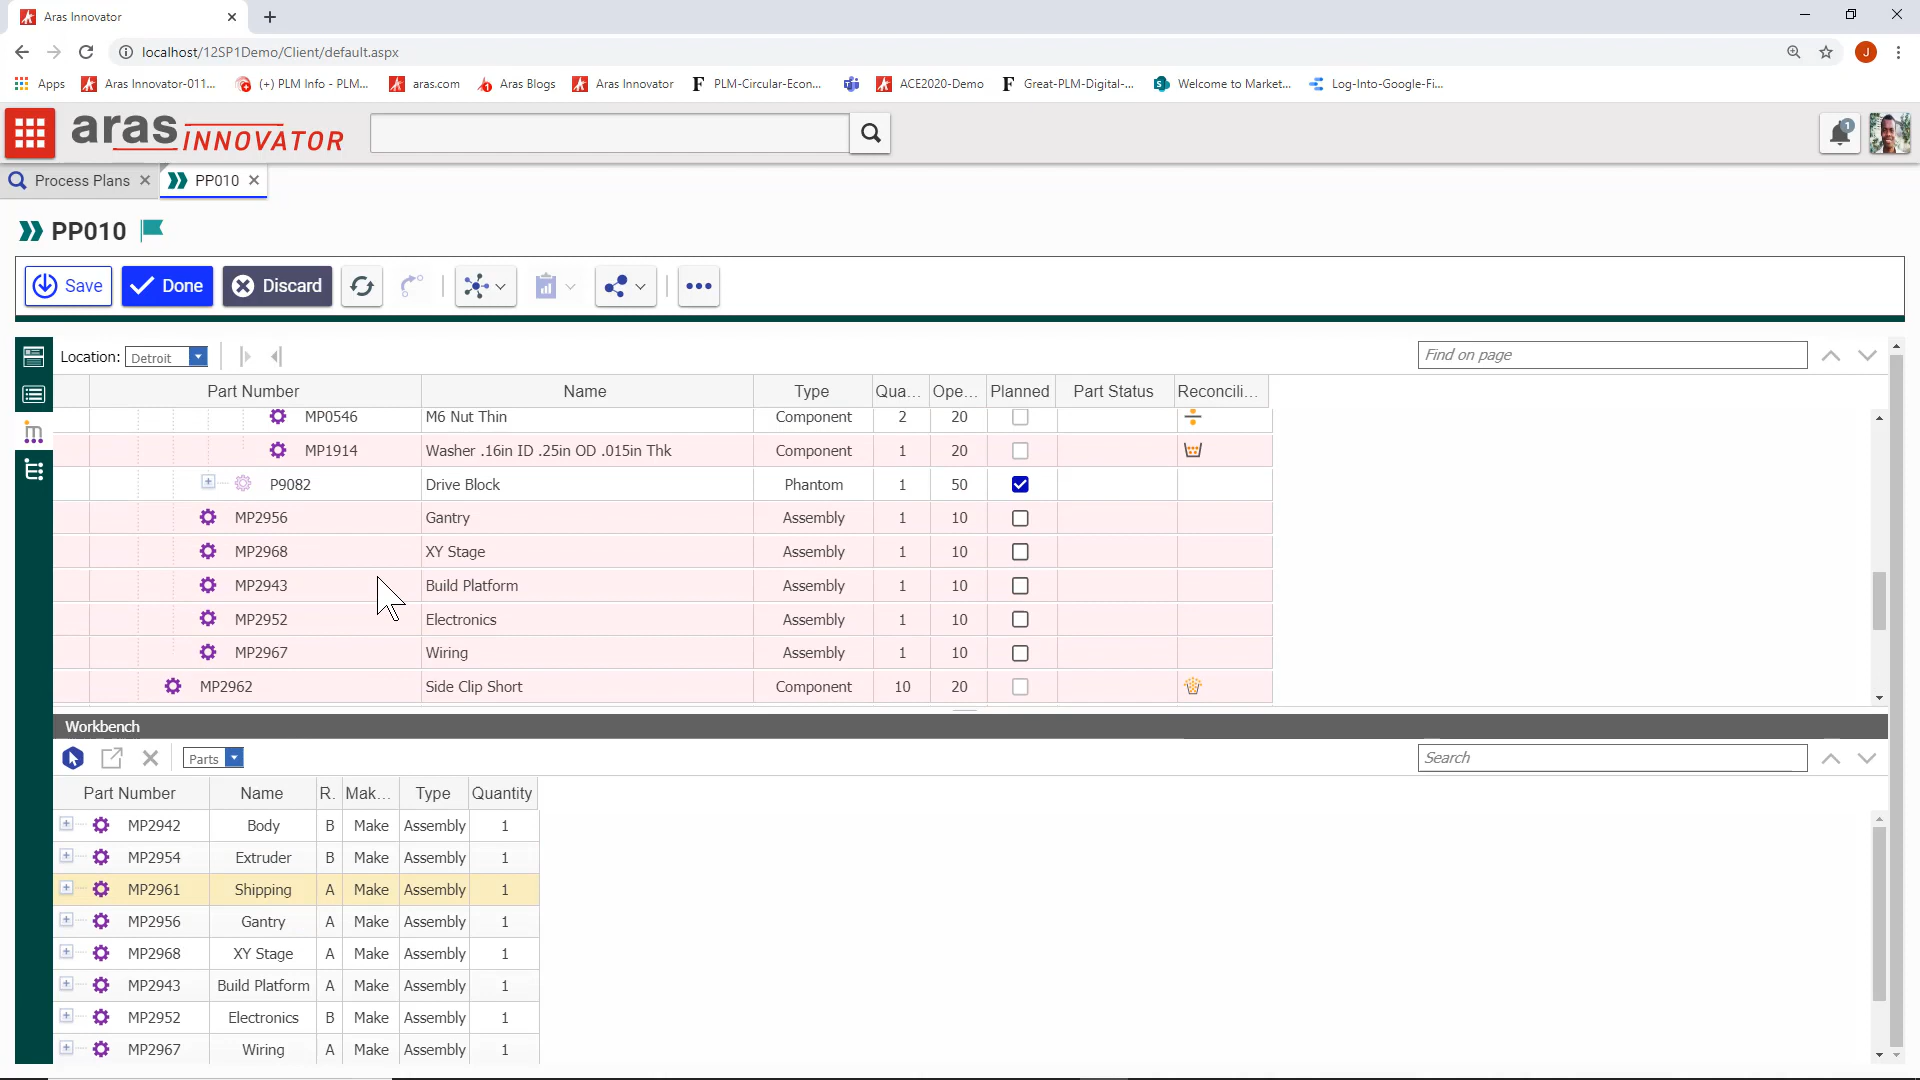 Aras Innovator
localhost/12SP1Demo/Client/default.aspx
J
Apps Aras Innovator-011... (+) PLM Info - PLM... aras.com Aras Blogs Aras Innovator PLM-Circular-Econ... ACE2020-Demo Great-PLM-Digital-... Welcome to Market... Log-Into-Google-Fi...
aras INNOVATOR
1
Process Plans PP010
PP010
Save Done Discard
Location: Detroit Find on page
Part Number Name Type Qua... Ope... Planned Part Status Reconcili...
MP0546 M6 Nut Thin Component 2 20
MP1914 Washer .16in ID .25in OD .015in Thk Component 1 20
P9082 Drive Block Phantom 1 50
MP2956 Gantry Assembly 1 10
MP2968 XY Stage Assembly 1 10
MP2943 Build Platform Assembly 1 10
MP2952 Electronics Assembly 1 10
MP2967 Wiring Assembly 1 10
MP2962 Side Clip Short Component 10 20
Workbench
Parts Search
Part Number Name R. Mak... Type Quantity
MP2942 Body B Make Assembly 1
MP2954 Extruder B Make Assembly 1
MP2961 Shipping A Make Assembly 1
MP2956 Gantry A Make Assembly 1
MP2968 XY Stage A Make Assembly 1
MP2943 Build Platform A Make Assembly 1
MP2952 Electronics B Make Assembly 1
MP2967 Wiring A Make Assembly 1